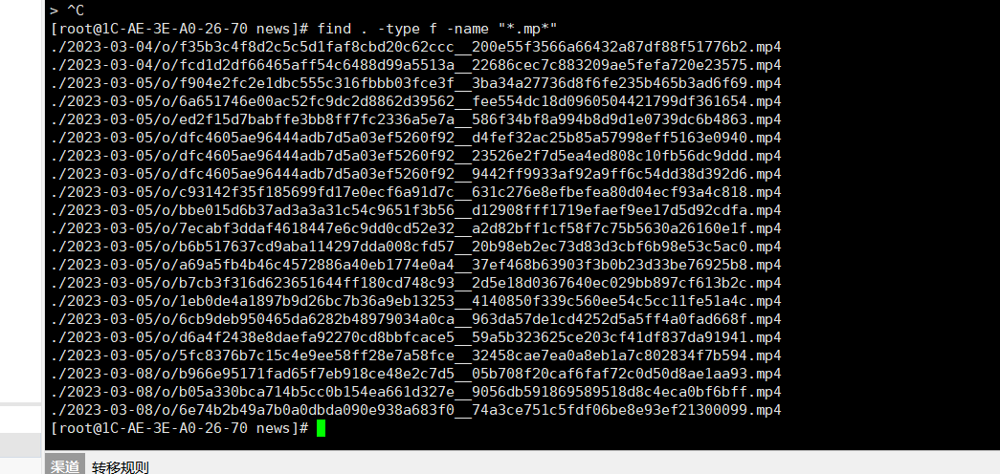 > ^C
[root@1C-AE-3E-A0-26-70 news]# find . -type f -name "*.mp*"
./2023-03-04/o/f35b3c4f8d2c5c5d1faf8cbd20c62ccc__200e55f3566a66432a87df88f51776b2.mp4
./2023-03-04/o/fcd1d2df66465aff54c6488d99a5513a__22686cec7c883209ae5fefa720e23575.mp4
./2023-03-05/o/f904e2fc2e1dbc555c316fbbb03fce3f__3ba34a27736d8f6fe235b465b3ad6f69.mp4
./2023-03-05/o/6a651746e00ac52fc9dc2d8862d39562__fee554dc18d0960504421799df361654.mp4
./2023-03-05/o/ed2f15d7babffe3bb8ff7fc2336a5e7a__586f34bf8a994b8d9d1e0739dc6b4863.mp4
./2023-03-05/o/dfc4605ae96444adb7d5a03ef5260f92__d4fef32ac25b85a57998eff5163e0940.mp4
./2023-03-05/o/dfc4605ae96444adb7d5a03ef5260f92__23526e2f7d5ea4ed808c10fb56dc9ddd.mp4
./2023-03-05/o/dfc4605ae96444adb7d5a03ef5260f92__9442ff9933af92a9ff6c54dd38d392d6.mp4
./2023-03-05/o/c93142f35f185699fd17e0ecf6a91d7c__631c276e8efbefea80d04ecf93a4c818.mp4
./2023-03-05/o/bbe015d6b37ad3a3a31c54c9651f3b56__d12908fff1719efaef9ee17d5d92cdfa.mp4
./2023-03-05/o/7ecabf3ddaf4618447e6c9dd0cd52e32__a2d82bff1cf58f7c75b5630a26160e1f.mp4
./2023-03-05/o/b6b517637cd9aba114297dda008cfd57__20b98eb2ec73d83d3cbf6b98e53c5ac0.mp4
./2023-03-05/o/a69a5fb4b46c4572886a40eb1774e0a4__37ef468b63903f3b0b23d33be76925b8.mp4
./2023-03-05/o/b7cb3f316d623651644ff180cd748c93__2d5e18d0367640ec029bb897cf613b2c.mp4
./2023-03-05/o/1eb0de4a1897b9d26bc7b36a9eb13253__4140850f339c560ee54c5cc11fe51a4c.mp4
./2023-03-05/o/6cb9deb950465da6282b48979034a0ca__963da57de1cd4252d5a5ff4a0fad668f.mp4
./2023-03-05/o/d6a4f2438e8daefa92270cd8bbfcace5__59a5b323625ce203cf41df837da91941.mp4
./2023-03-05/o/5fc8376b7c15c4e9ee58ff28e7a58fce__32458cae7ea0a8eb1a7c802834f7b594.mp4
./2023-03-08/o/b966e95171fad65f7eb918ce48e2c7d5__05b708f20caf6faf72c0d50d8ae1aa93.mp4
./2023-03-08/o/b05a330bca714b5cc0b154ea661d327e__9056db591869589518d8c4eca0bf6bff.mp4
./2023-03-08/o/6e74b2b49a7b0a0dbda090e938a683f0__74a3ce751c5fdf06be8e93ef21300099.mp4
[root@1C-AE-3E-A0-26-70 news]#
渠道 转移规则